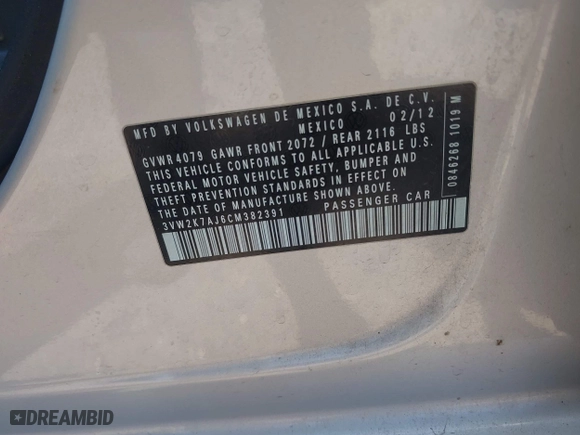 MFD BY VOLKSWAGEN DE MEXICO S.A. DE C.V.
MEXICO 02/12
GVWR 4079 GAWR FRONT 2072 / REAR 2116 LBS
THIS VEHICLE CONFORMS TO ALL APPLICABLE U.S.
FEDERAL MOTOR VEHICLE SAFETY, BUMPER AND
THEFT PREVENTION STANDARDS IN EFFECT ON
THE DATE OF MANUFACTURE SHOWN ABOVE.
3VW2K7AJ6CM382391 PASSENGER CAR
0846268 1019 M
DREAMBID